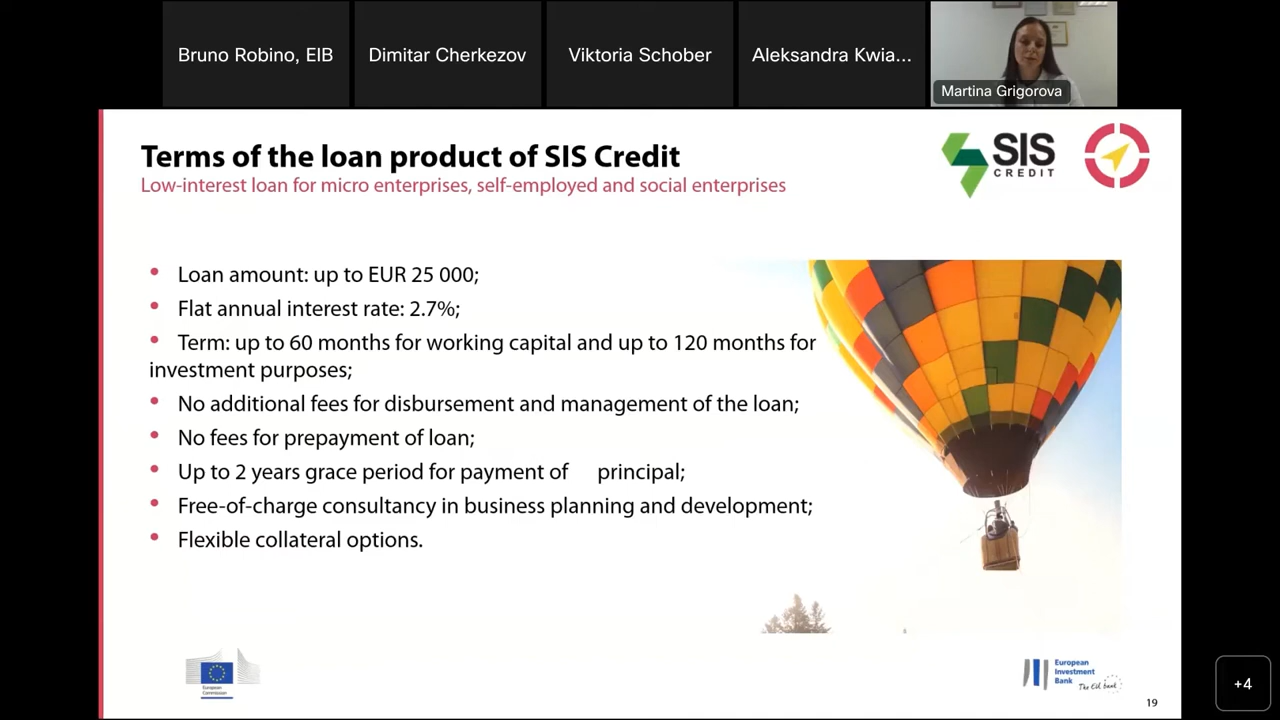 Bruno Robino, EIB
Dimitar Cherkezov
Viktoria Schober
Aleksandra Kwia...
Martina Grigorova
Terms of the loan product of SIS Credit
Low-interest loan for micro enterprises, self-employed and social enterprises
SIS
CREDIT
• Loan amount: up to EUR 25 000;
• Flat annual interest rate: 2.7%;
• Term: up to 60 months for working capital and up to 120 months for
investment purposes;
• No additional fees for disbursement and management of the loan;
• No fees for prepayment of loan;
• Up to 2 years grace period for payment of principal;
• Free-of-charge consultancy in business planning and development;
• Flexible collateral options.
European
Commission
European
Investment
Bank
The EU bank
19
+4